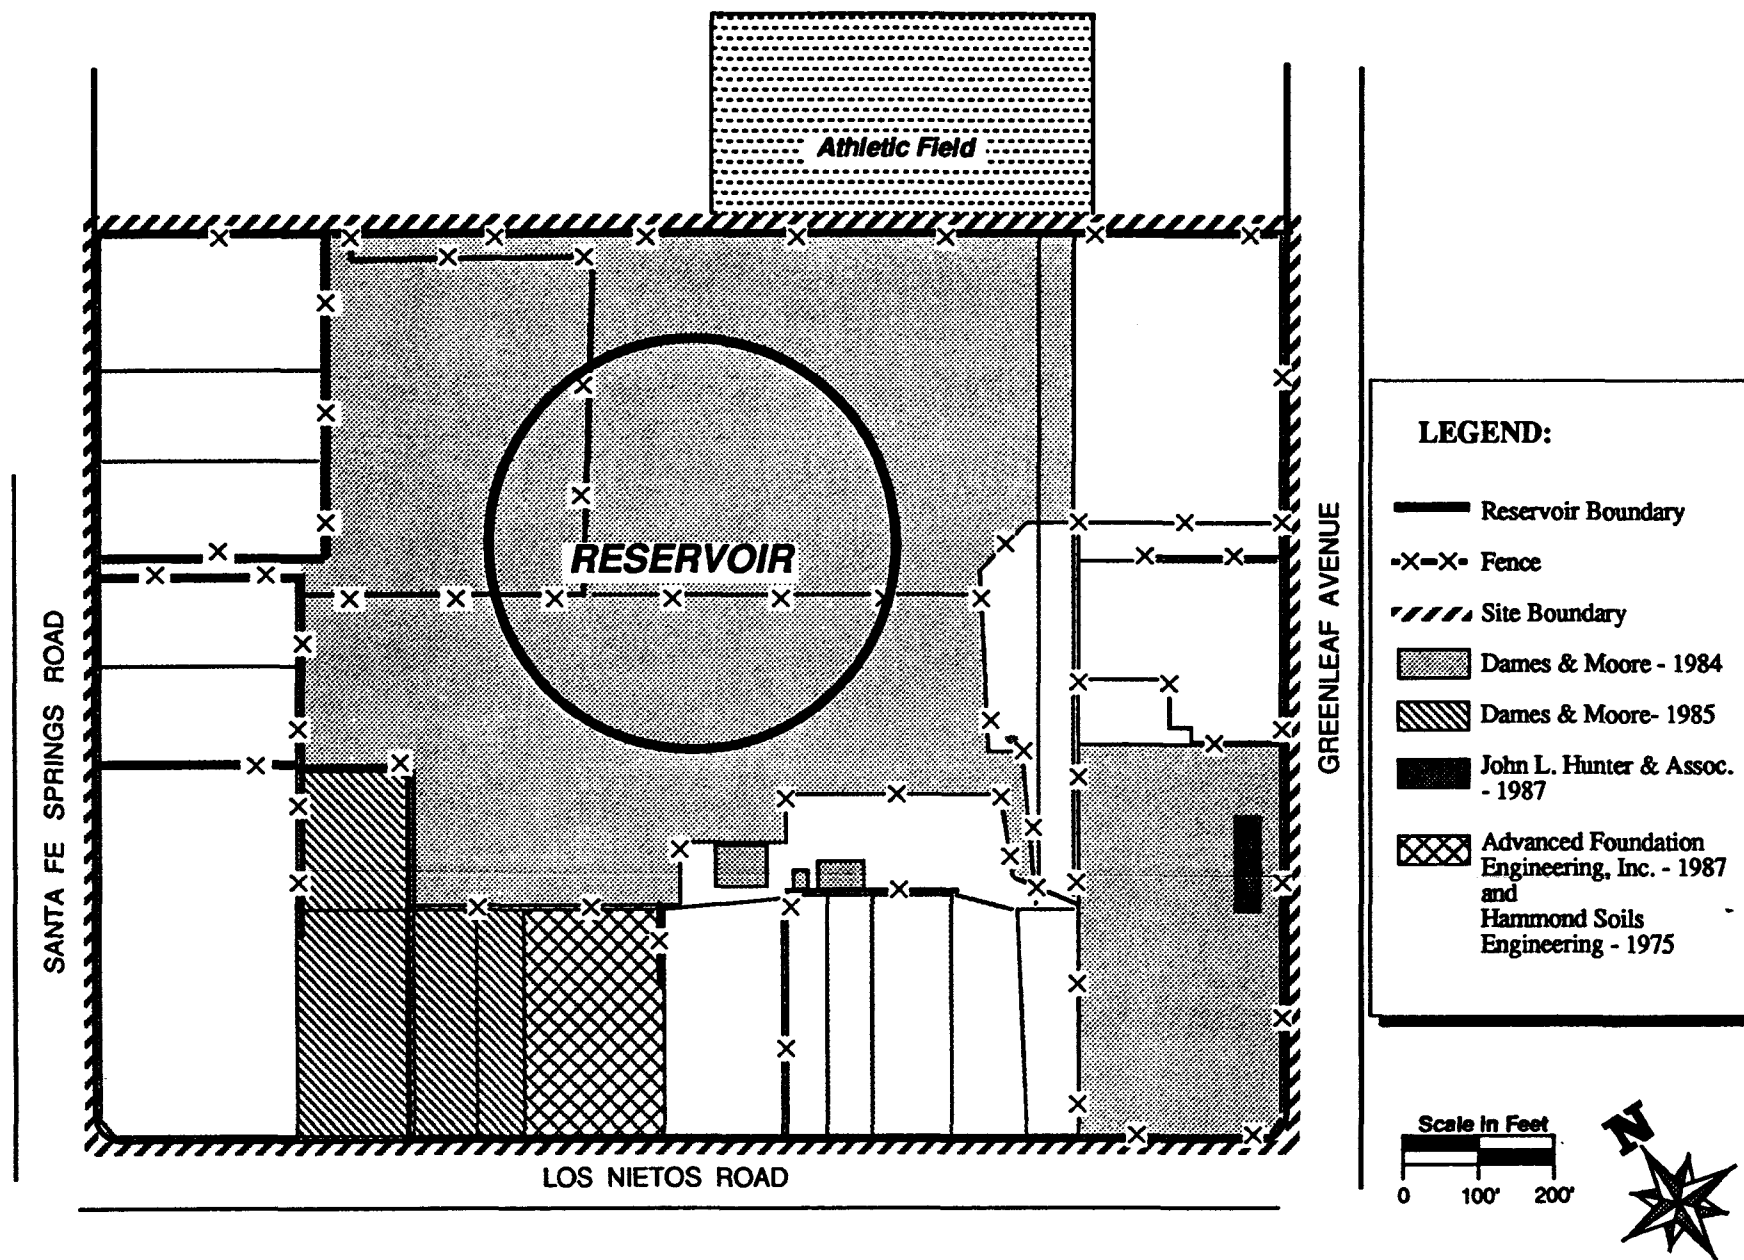 Athletic Field
RESERVOIR
SANTA FE SPRINGS ROAD
GREENLEAF AVENUE
LOS NIETOS ROAD
LEGEND:
Reservoir Boundary
-X-X- Fence
Site Boundary
Dames & Moore - 1984
Dames & Moore- 1985
John L. Hunter & Assoc.
- 1987
Advanced Foundation
Engineering, Inc. - 1987
and
Hammond Soils
Engineering - 1975
Scale in Feet
0 100' 200'
N